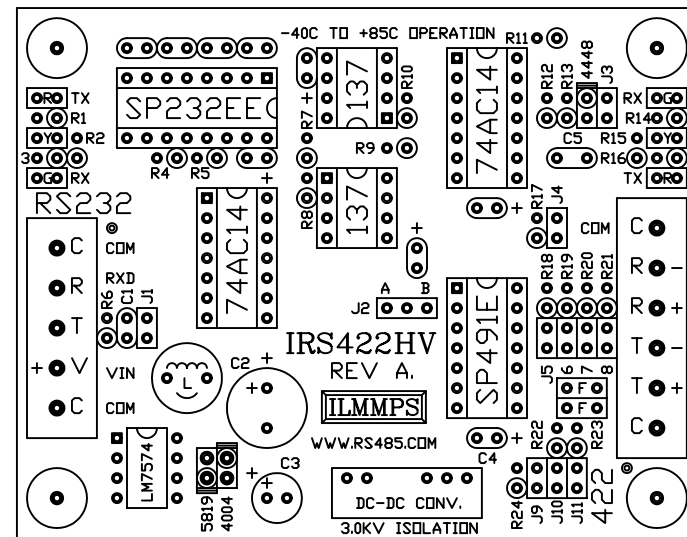 -40C TO +85C OPERATION
R11
4448
R TX
R1
Y R2
3
G RX
RS232
SP232EE
R4 R5
+
R7
+
D137
R10
R9
137
R8
74AC14
74AC14
R12
R13
J3
C5
RX G
R14
R15 Y
R16
TX R
R17
J4
+
+
C COM
R RXD
T
+ V VIN
C COM
R6
C1
J1
L
A B
J2
IRS422HV
REV A.
ILMMPS
WWW.RS485.COM
C2
+
+
C3
+
+
LM7574
5819
4004
DC-DC CONV.
3.0KV ISOLATION
SP491E
C4 +
R18
R19
R20
R21
J5
6
7
8
F
F
R22
R23
R24
J9
J10
J11
422
COM C
R -
R +
T -
T +
C